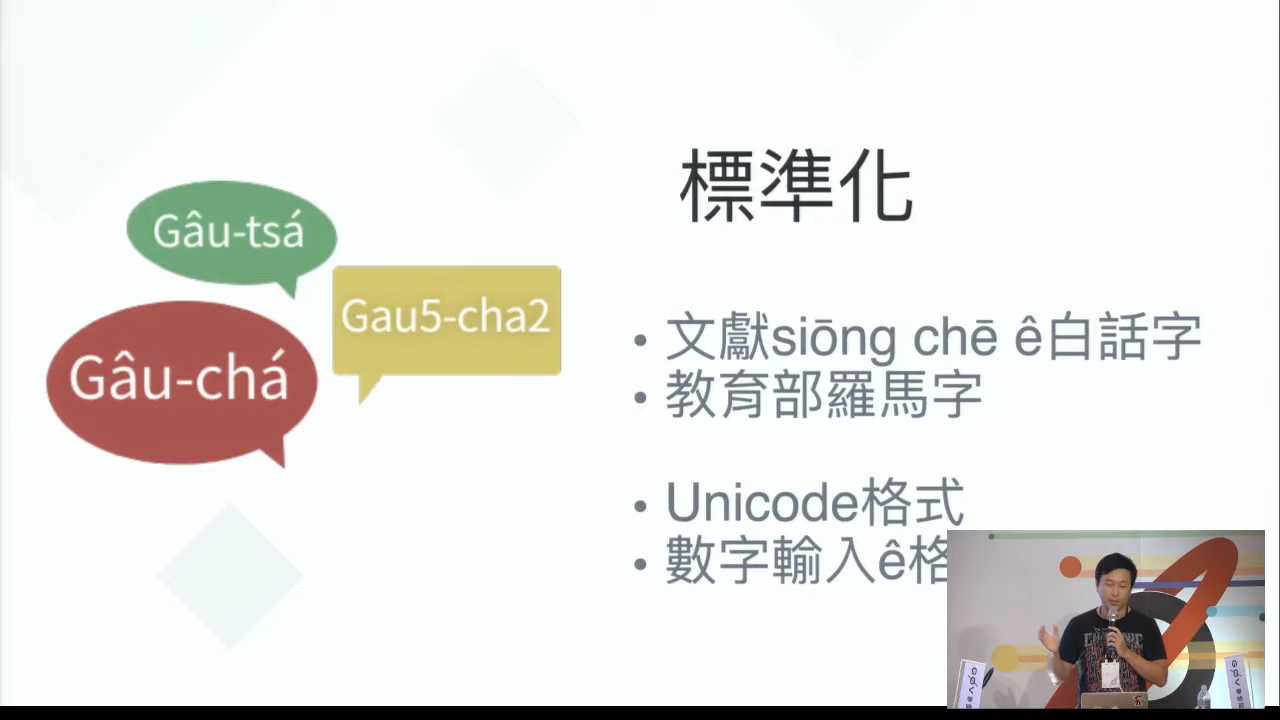 標準化
Gâu-tsá
Gau5-cha2
Gâu-chá
• 文獻siōng chē ê白話字
• 教育部羅馬字
• Unicode格式
• 數字輸入ê格